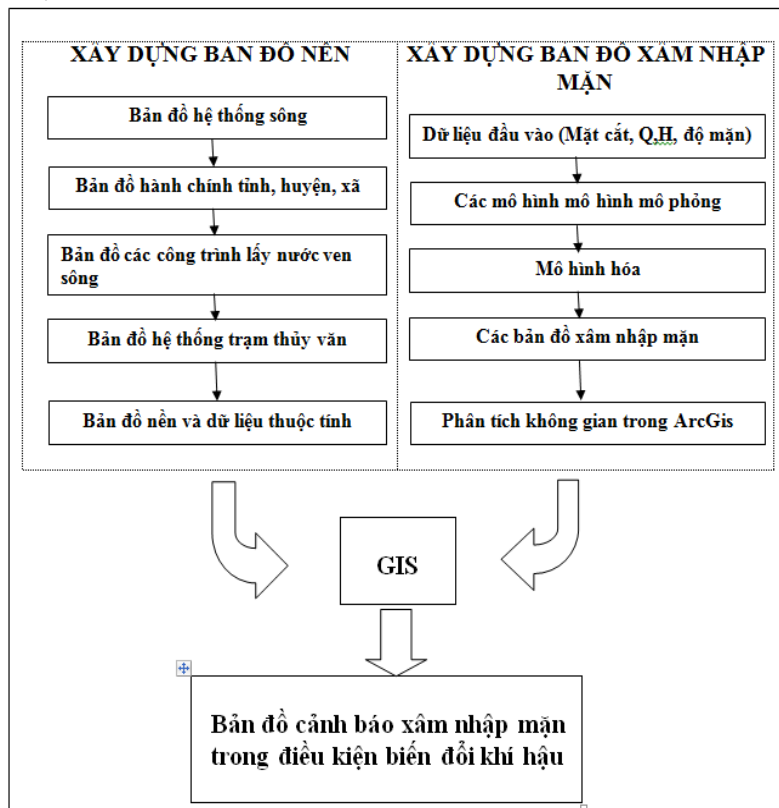 XÂY DỰNG BẢN ĐỒ NỀN
Bản đồ hệ thống sông
Bản đồ hành chính tỉnh, huyện, xã
Bản đồ các công trình lấy nước ven
sông
Bản đồ hệ thống trạm thủy văn
Bản đồ nền và dữ liệu thuộc tính
XÂY DỰNG BẢN ĐỒ XÂM NHẬP
MẶN
Dữ liệu đầu vào (Mặt cắt, Q,H, độ mặn)
Các mô hình mô hình mô phỏng
Mô hình hóa
Các bản đồ xâm nhập mặn
Phân tích không gian trong ArcGis
GIS
Bản đồ cảnh báo xâm nhập mặn
trong điều kiện biến đổi khí hậu